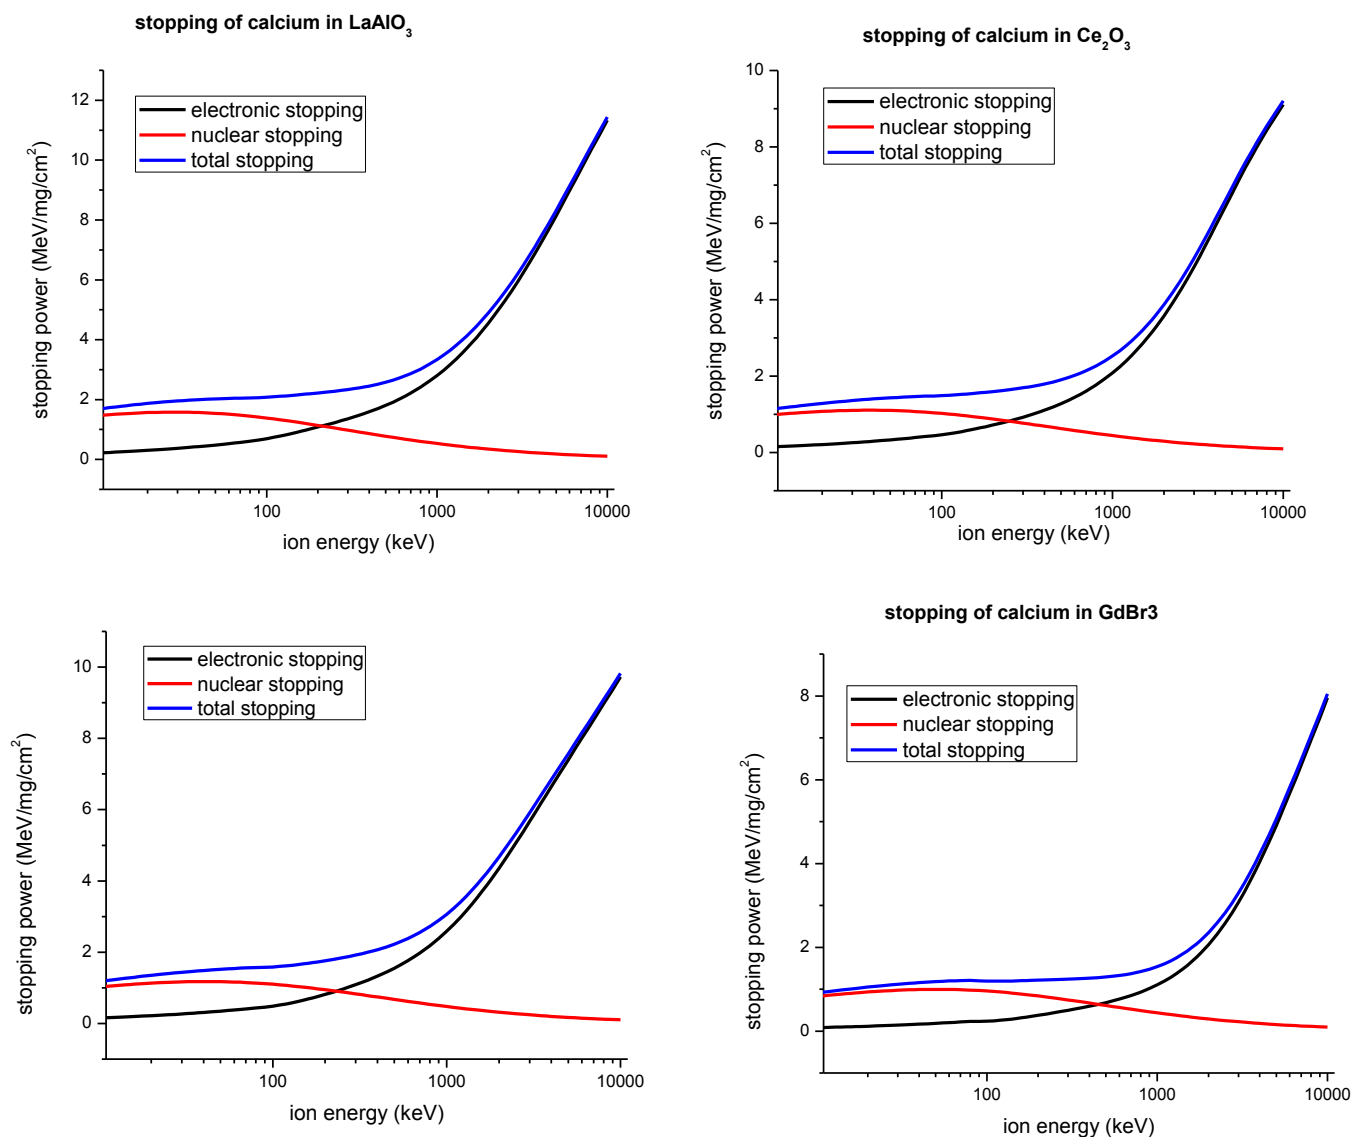 stopping of calcium in LaAlO₃
electronic stopping
nuclear stopping
total stopping
stopping power (MeV/mg/cm²)
12
10
8
6
4
2
0
100
1000
10000
ion energy (keV)
stopping of calcium in Ce₂O₃
electronic stopping
nuclear stopping
total stopping
stopping power (MeV/mg/cm²)
10
8
6
4
2
0
100
1000
10000
ion energy (keV)
electronic stopping
nuclear stopping
total stopping
stopping power (MeV/mg/cm²)
10
8
6
4
2
0
100
1000
10000
ion energy (keV)
stopping of calcium in GdBr3
electronic stopping
nuclear stopping
total stopping
stopping power (MeV/mg/cm²)
8
6
4
2
0
100
1000
10000
ion energy (keV)